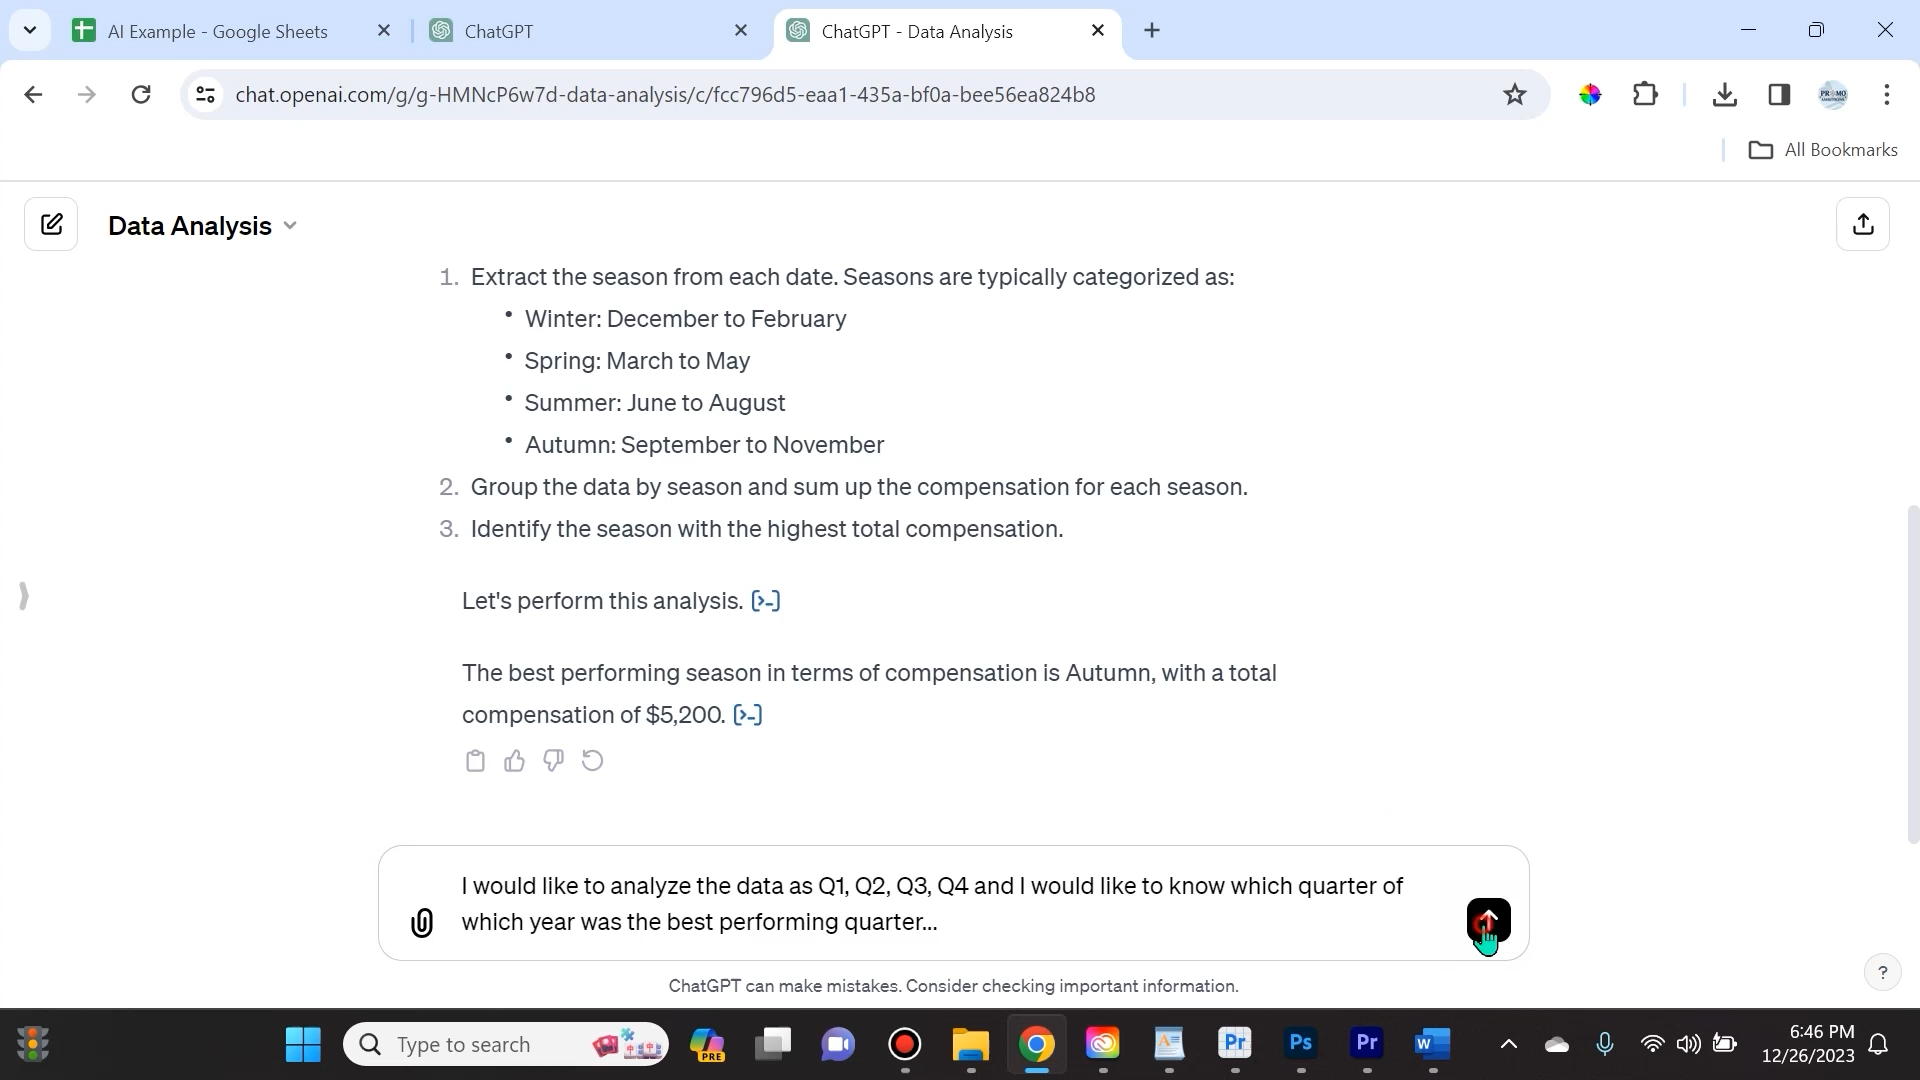 AI Example - Google Sheets
ChatGPT
ChatGPT - Data Analysis
chat.openai.com/g/g-HMNcP6w7d-data-analysis/c/fcc796d5-eaa1-435a-bf0a-bee56ea824b8
All Bookmarks
Data Analysis
1. Extract the season from each date. Seasons are typically categorized as:
• Winter: December to February
• Spring: March to May
• Summer: June to August
• Autumn: September to November
2. Group the data by season and sum up the compensation for each season.
3. Identify the season with the highest total compensation.
Let's perform this analysis. [>-]
The best performing season in terms of compensation is Autumn, with a total
compensation of $5,200. [>-]
I would like to analyze the data as Q1, Q2, Q3, Q4 and I would like to know which quarter of
which year was the best performing quarter...
ChatGPT can make mistakes. Consider checking important information.
?
Type to search
PRE
Pr
Ps
Pr
W
6:46 PM
12/26/2023